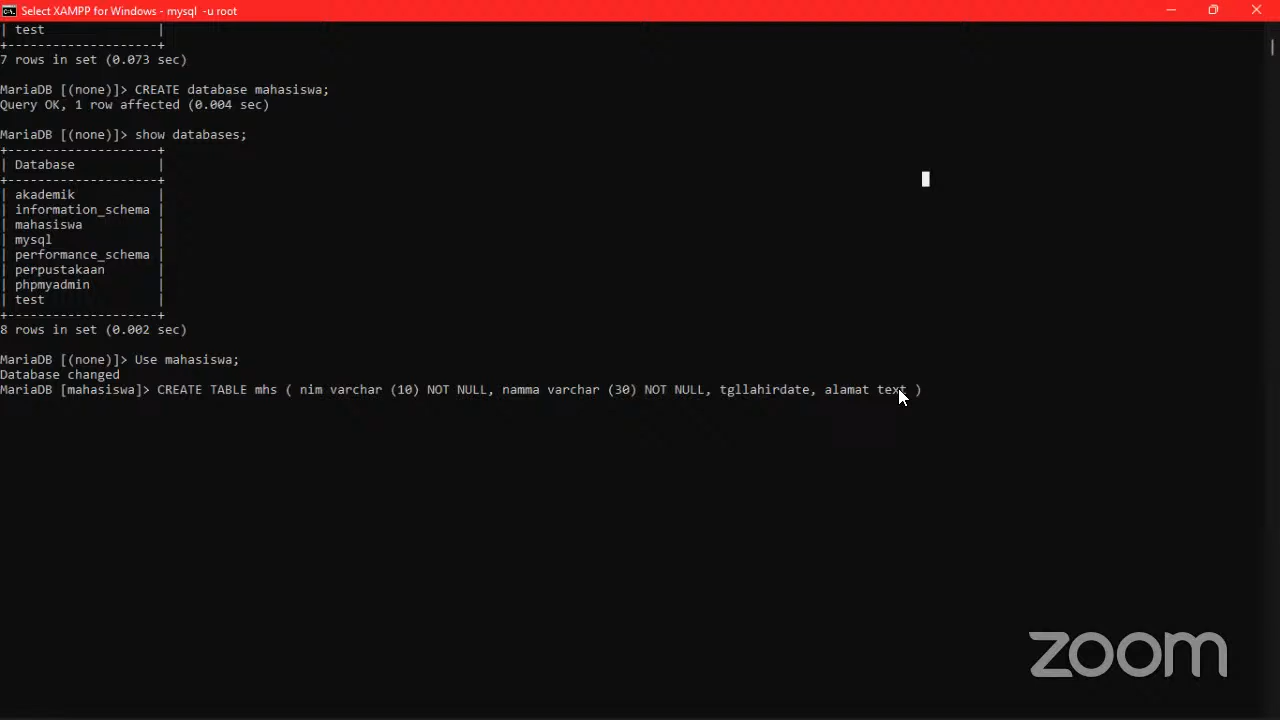 Select XAMPP for Windows - mysql -u root
| test               |
+--------------------+
7 rows in set (0.073 sec)
MariaDB [(none)]> CREATE database mahasiswa;
Query OK, 1 row affected (0.004 sec)
MariaDB [(none)]> show databases;
+--------------------+
| Database           |
+--------------------+
| akademik           |
| information_schema |
| mahasiswa          |
| mysql              |
| performance_schema |
| perpustakaan       |
| phpmyadmin         |
| test               |
+--------------------+
8 rows in set (0.002 sec)
MariaDB [(none)]> Use mahasiswa;
Database changed
MariaDB [mahasiswa]> CREATE TABLE mhs ( nim varchar (10) NOT NULL, namma varchar (30) NOT NULL, tgllahirdate, alamat text )
zoom